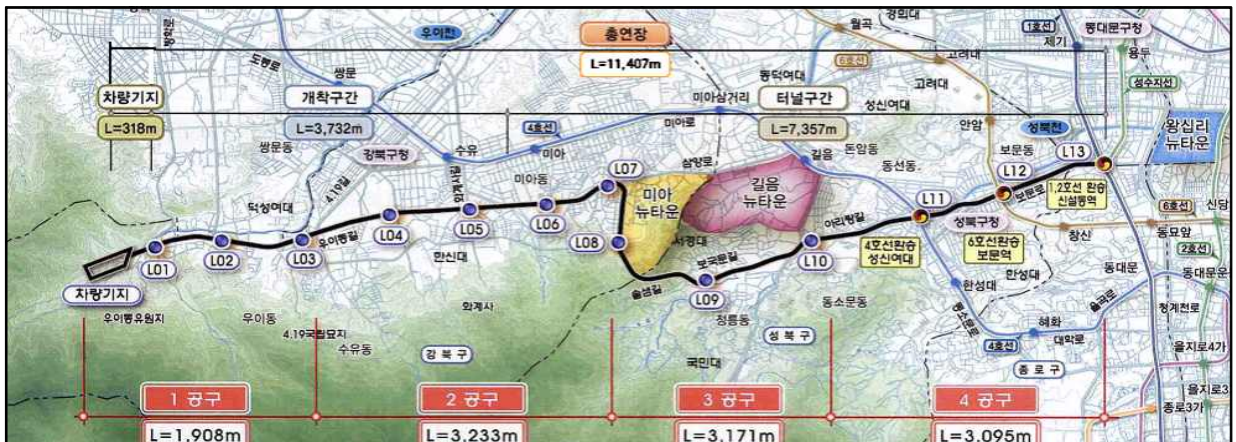 우이천
총연장
L=11,407m
차량기지
L=318m
개착구간
L=3,732m
터널구간
L=7,357m
방학로
도봉로
쌍문
쌍문동
강북구청
수유
4호선
미아
미아로
미아삼거리
동덕여대
월곡
경희대
6호선
고려대
고려대
성신여대
안암
1호선
제기
동대문구청
용두
성수지선
성북천
왕십리
뉴타운
덕성여대
4.19길
우이동길
미아동
삼양로
길음
돈암동
동선동
보문동
보문로
L01
L02
L03
L04
L05
L06
L07
L08
L09
L10
L11
L12
L13
미아
뉴타운
길음
뉴타운
서경대
보국문길
솔샘길
아리랑길
4호선환승
성신여대
성북구청
6호선환승
보문역
1,2호선 환승
신설동역
신당
6호선
동묘앞
창신
2호선
동대문
동대문운
청계천로
을지로4가
을지로3
종로3가
차량기지
우이동유원지
우이동
4.19국립묘지
수유동
한신대
화계사
강북구
정릉동
국민대
성북구
동소문동
한성대
한성대
동소문로
혜화
대학로
율곡로
4호선
종로구
1 공구
L=1,908m
2 공구
L=3,233m
3 공구
L=3,171m
4 공구
L=3,095m